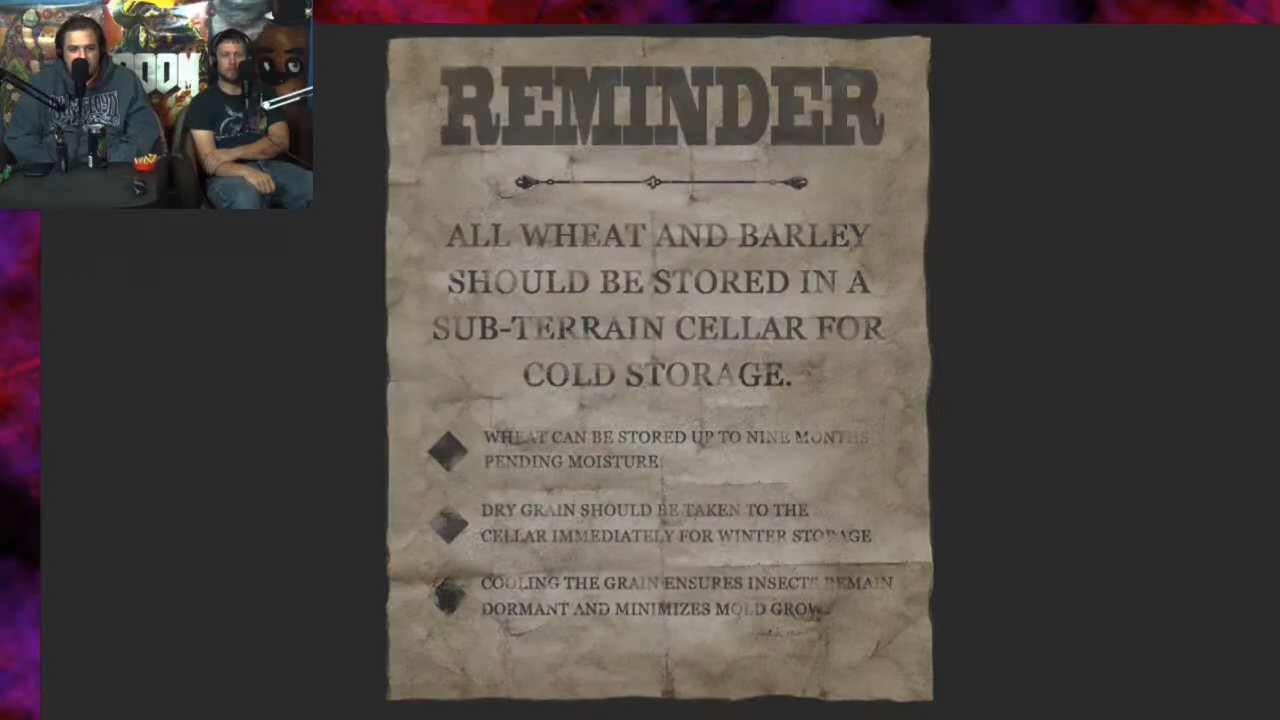 DOOM
REMINDER
ALL WHEAT AND BARLEY
SHOULD BE STORED IN A
SUB-TERRAIN CELLAR FOR
COLD STORAGE.
WHEAT CAN BE STORED UP TO NINE MONTHS
PENDING MOISTURE
DRY GRAIN SHOULD BE TAKEN TO THE
CELLAR IMMEDIATELY FOR WINTER STORAGE
COOLING THE GRAIN ENSURES INSECTS REMAIN
DORMANT AND MINIMIZES MOLD